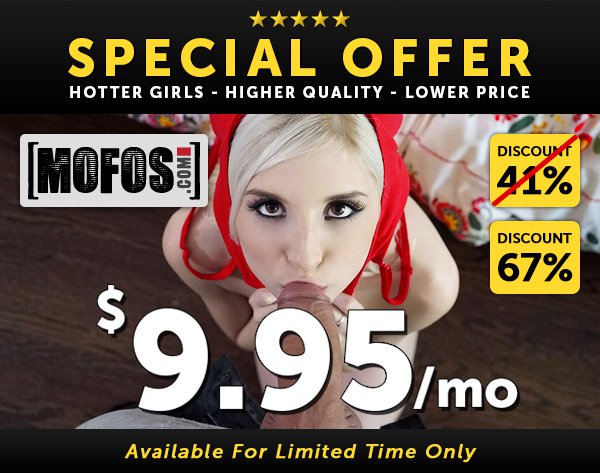 SPECIAL OFFER
HOTTER GIRLS - HIGHER QUALITY - LOWER PRICE
[MOFOS.COM]
DISCOUNT
41%
DISCOUNT
67%
$9.95/mo
Available For Limited Time Only